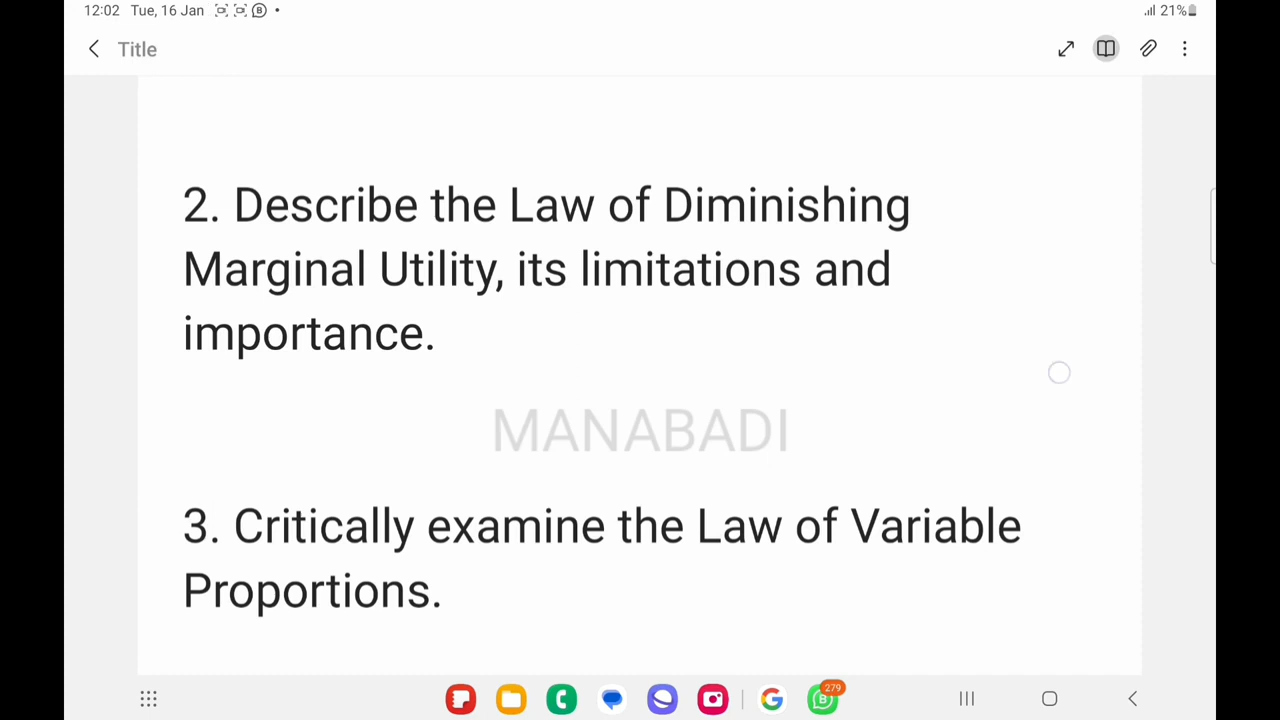 12:02 Tue, 16 Jan
21%
Title
2. Describe the Law of Diminishing
Marginal Utility, its limitations and
importance.
MANABADI
3. Critically examine the Law of Variable
Proportions.
279